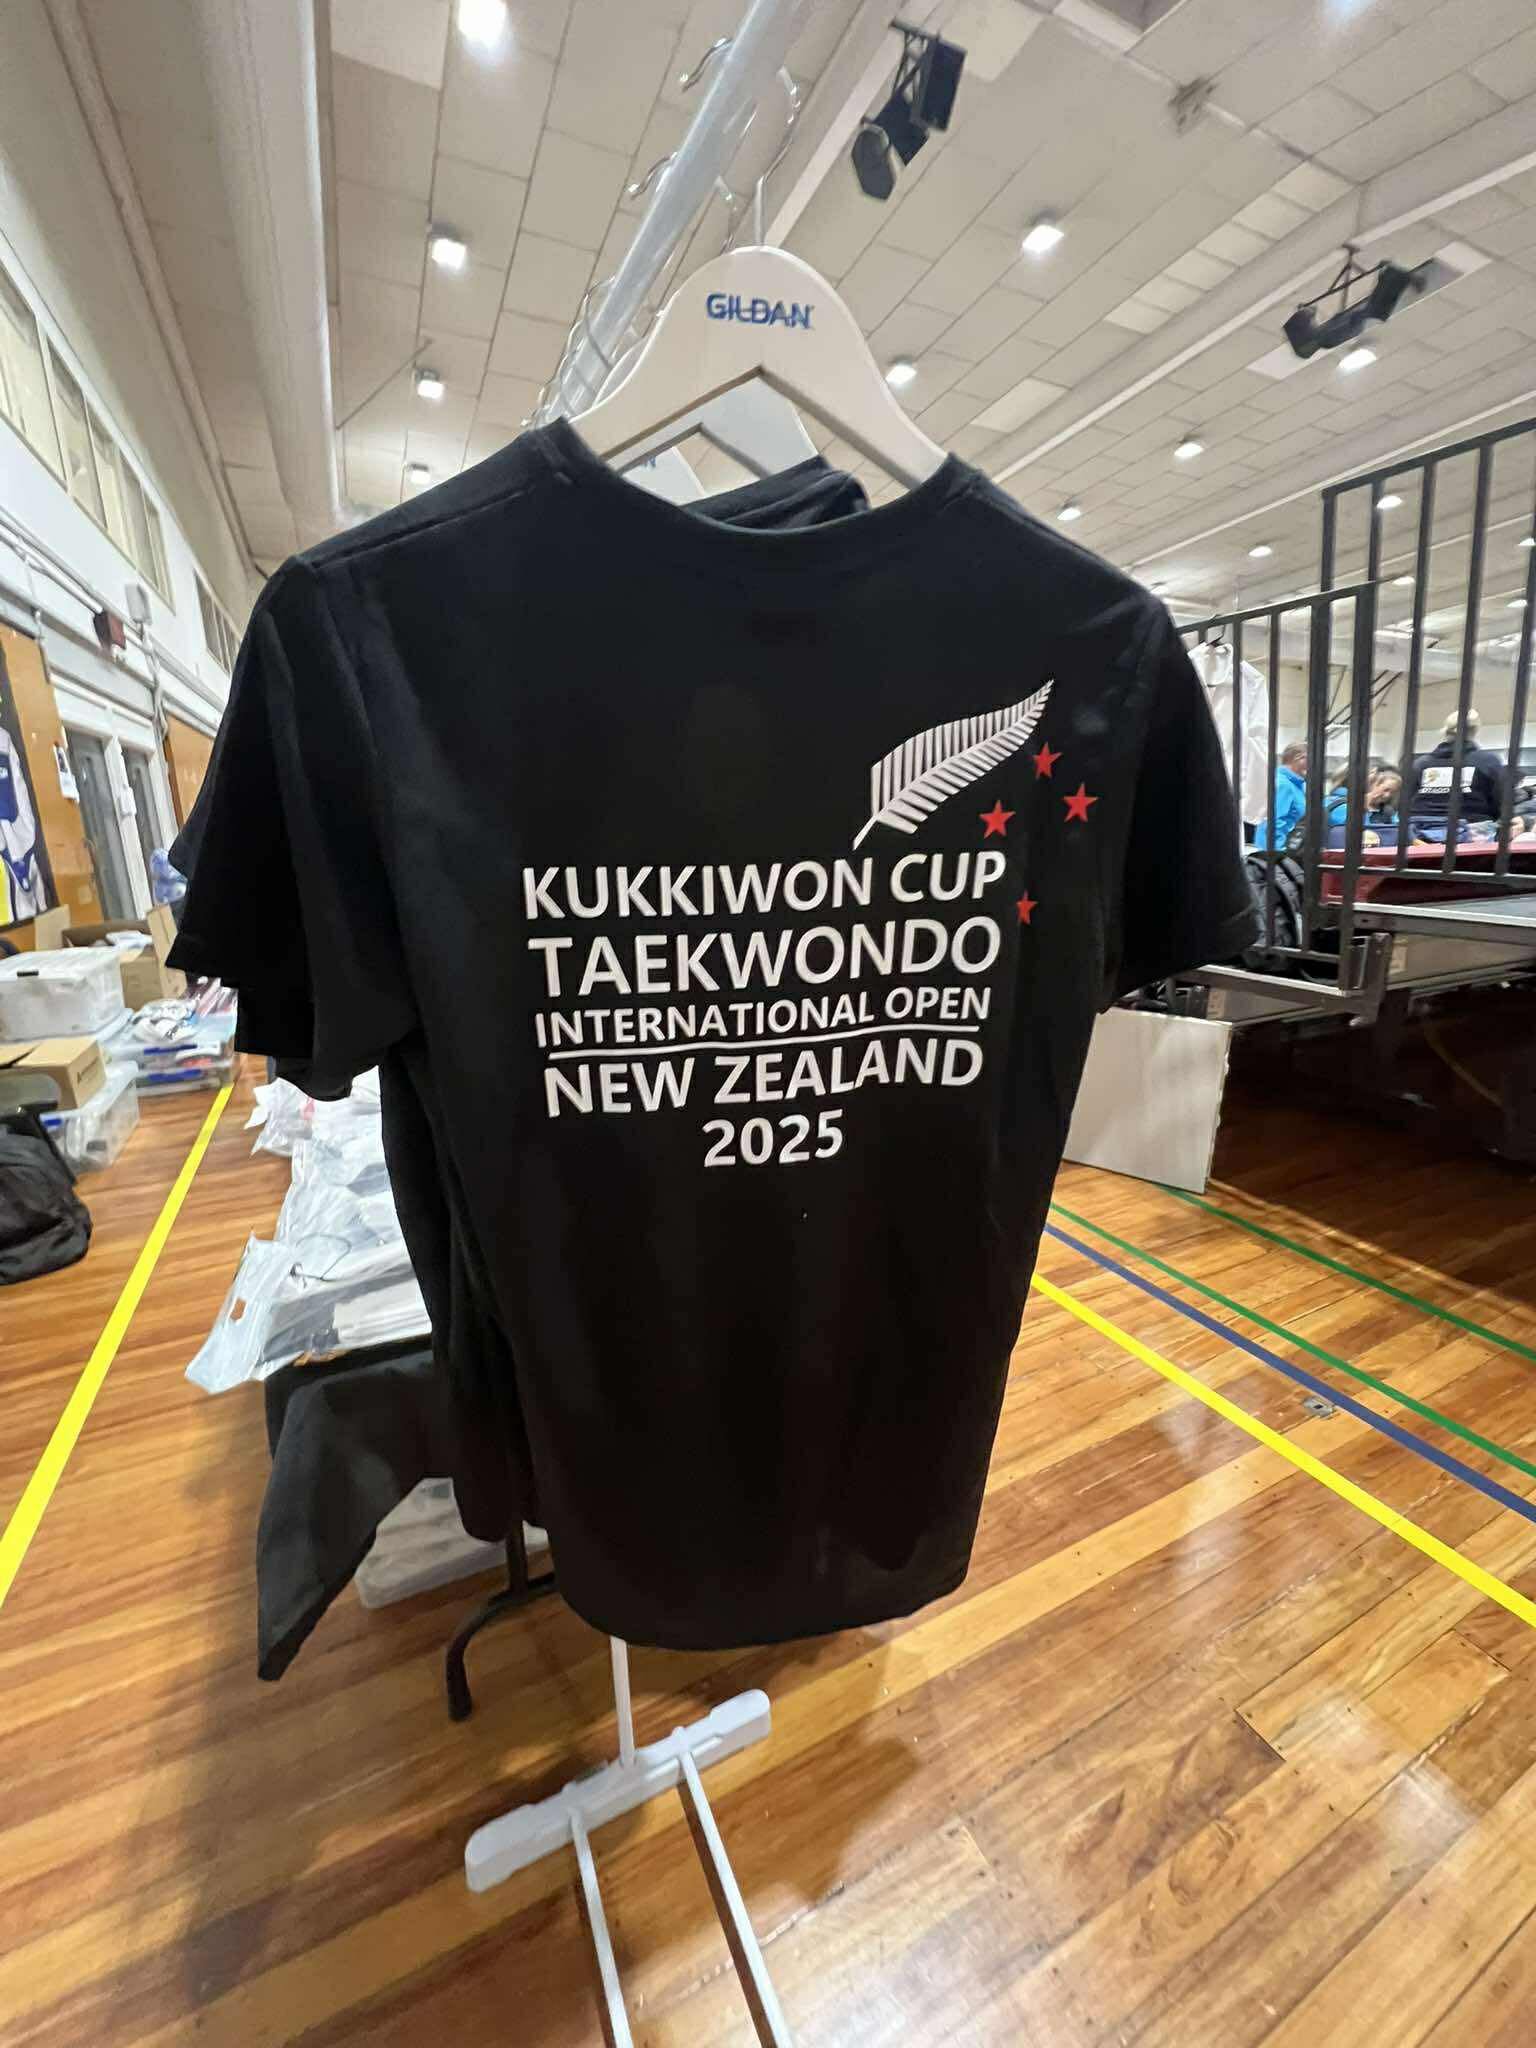 GILDAN
KUKKIWON CUP
TAEKWONDO
INTERNATIONAL OPEN
NEW ZEALAND
2025